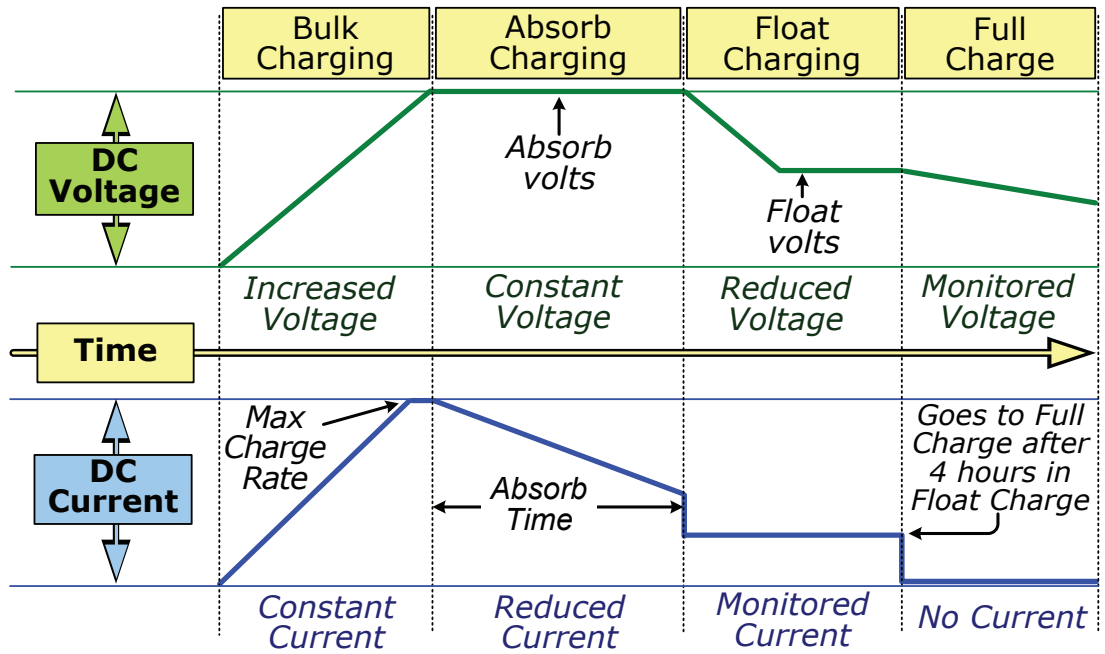 Bulk
Charging
Absorb
Charging
Float
Charging
Full
Charge
DC
Voltage
Absorb
volts
Float
volts
Increased
Voltage
Constant
Voltage
Reduced
Voltage
Monitored
Voltage
Time
Max
Charge
Rate
Goes to Full
Charge after
4 hours in
Float Charge
DC
Current
Absorb
Time
Constant
Current
Reduced
Current
Monitored
Current
No Current